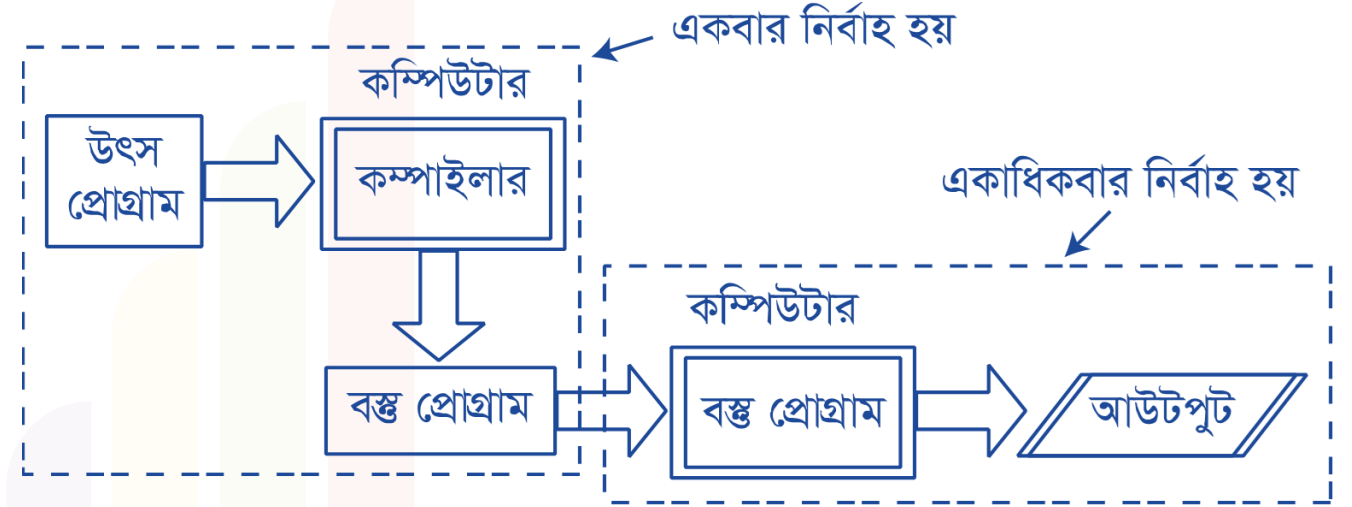 একবার নির্বাহ হয়
কম্পিউটার
উৎস
প্রোগ্রাম
কম্পাইলার
একাধিকবার নির্বাহ হয়
কম্পিউটার
বস্তু প্রোগ্রাম
বস্তু প্রোগ্রাম
আউটপুট